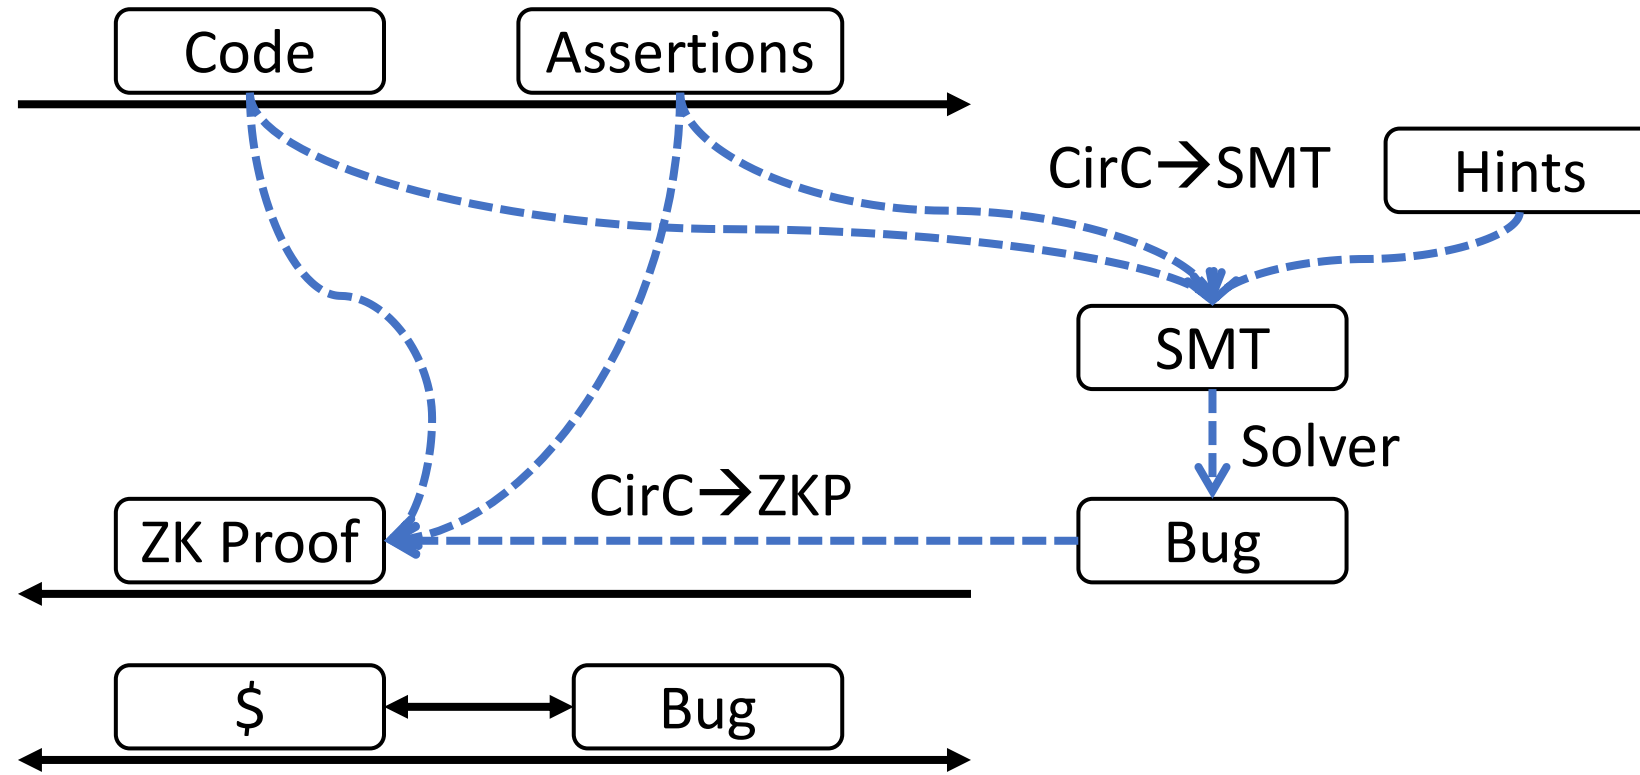 Code
Assertions
CirC→SMT
Hints
SMT
Solver
CirC→ZKP
ZK Proof
Bug
$
Bug